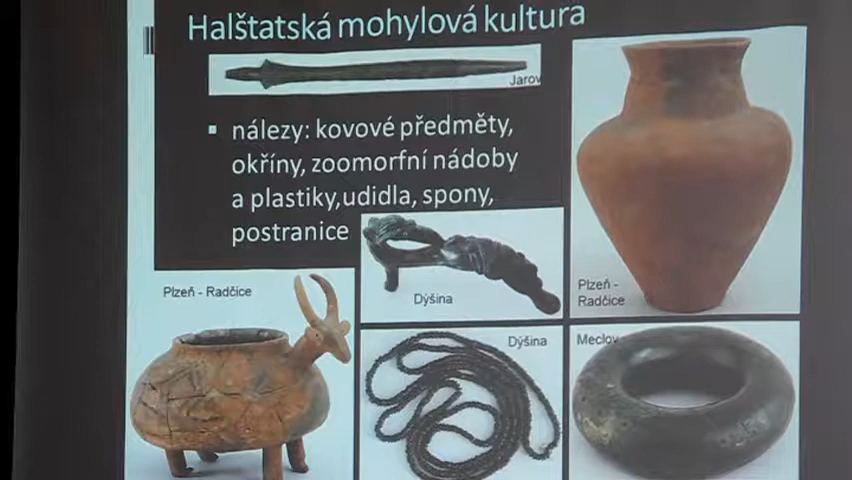 Halštatská mohylová kultura
Jarov
nálezy: kovové předměty,
okříny, zoomorfní nádoby
a plastiky,udidla, spony,
postranice
Plzeň -
Radčice
Plzeň - Radčice
Dýšina
Dýšina
Meclov